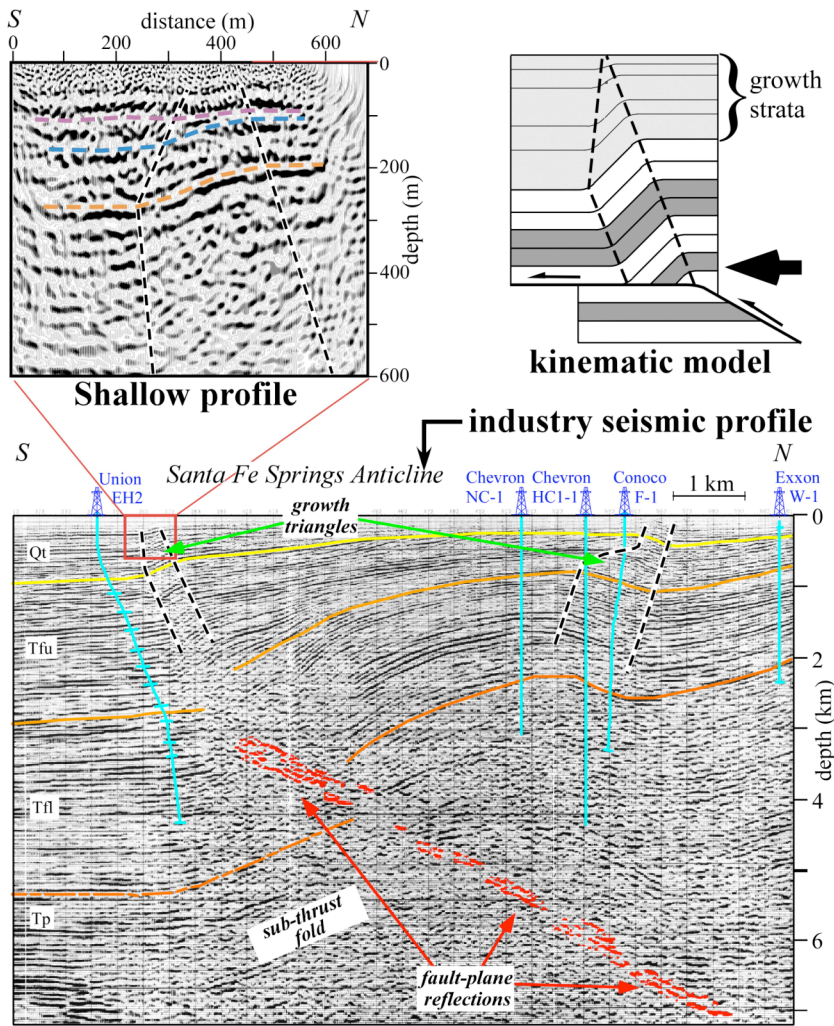 S
distance (m)
N
0
200
400
600
0
200
400
600
depth (m)
Shallow profile
growth
strata
kinematic model
industry seismic profile
S
N
Union
EH2
Santa Fe Springs Anticline
growth
triangles
Chevron
NC-1
Chevron
HC1-1
Conoco
F-1
1 km
Exxon
W-1
Qt
Tfu
Tfl
Tp
0
2
4
6
depth (km)
sub-thrust
fold
fault-plane
reflections